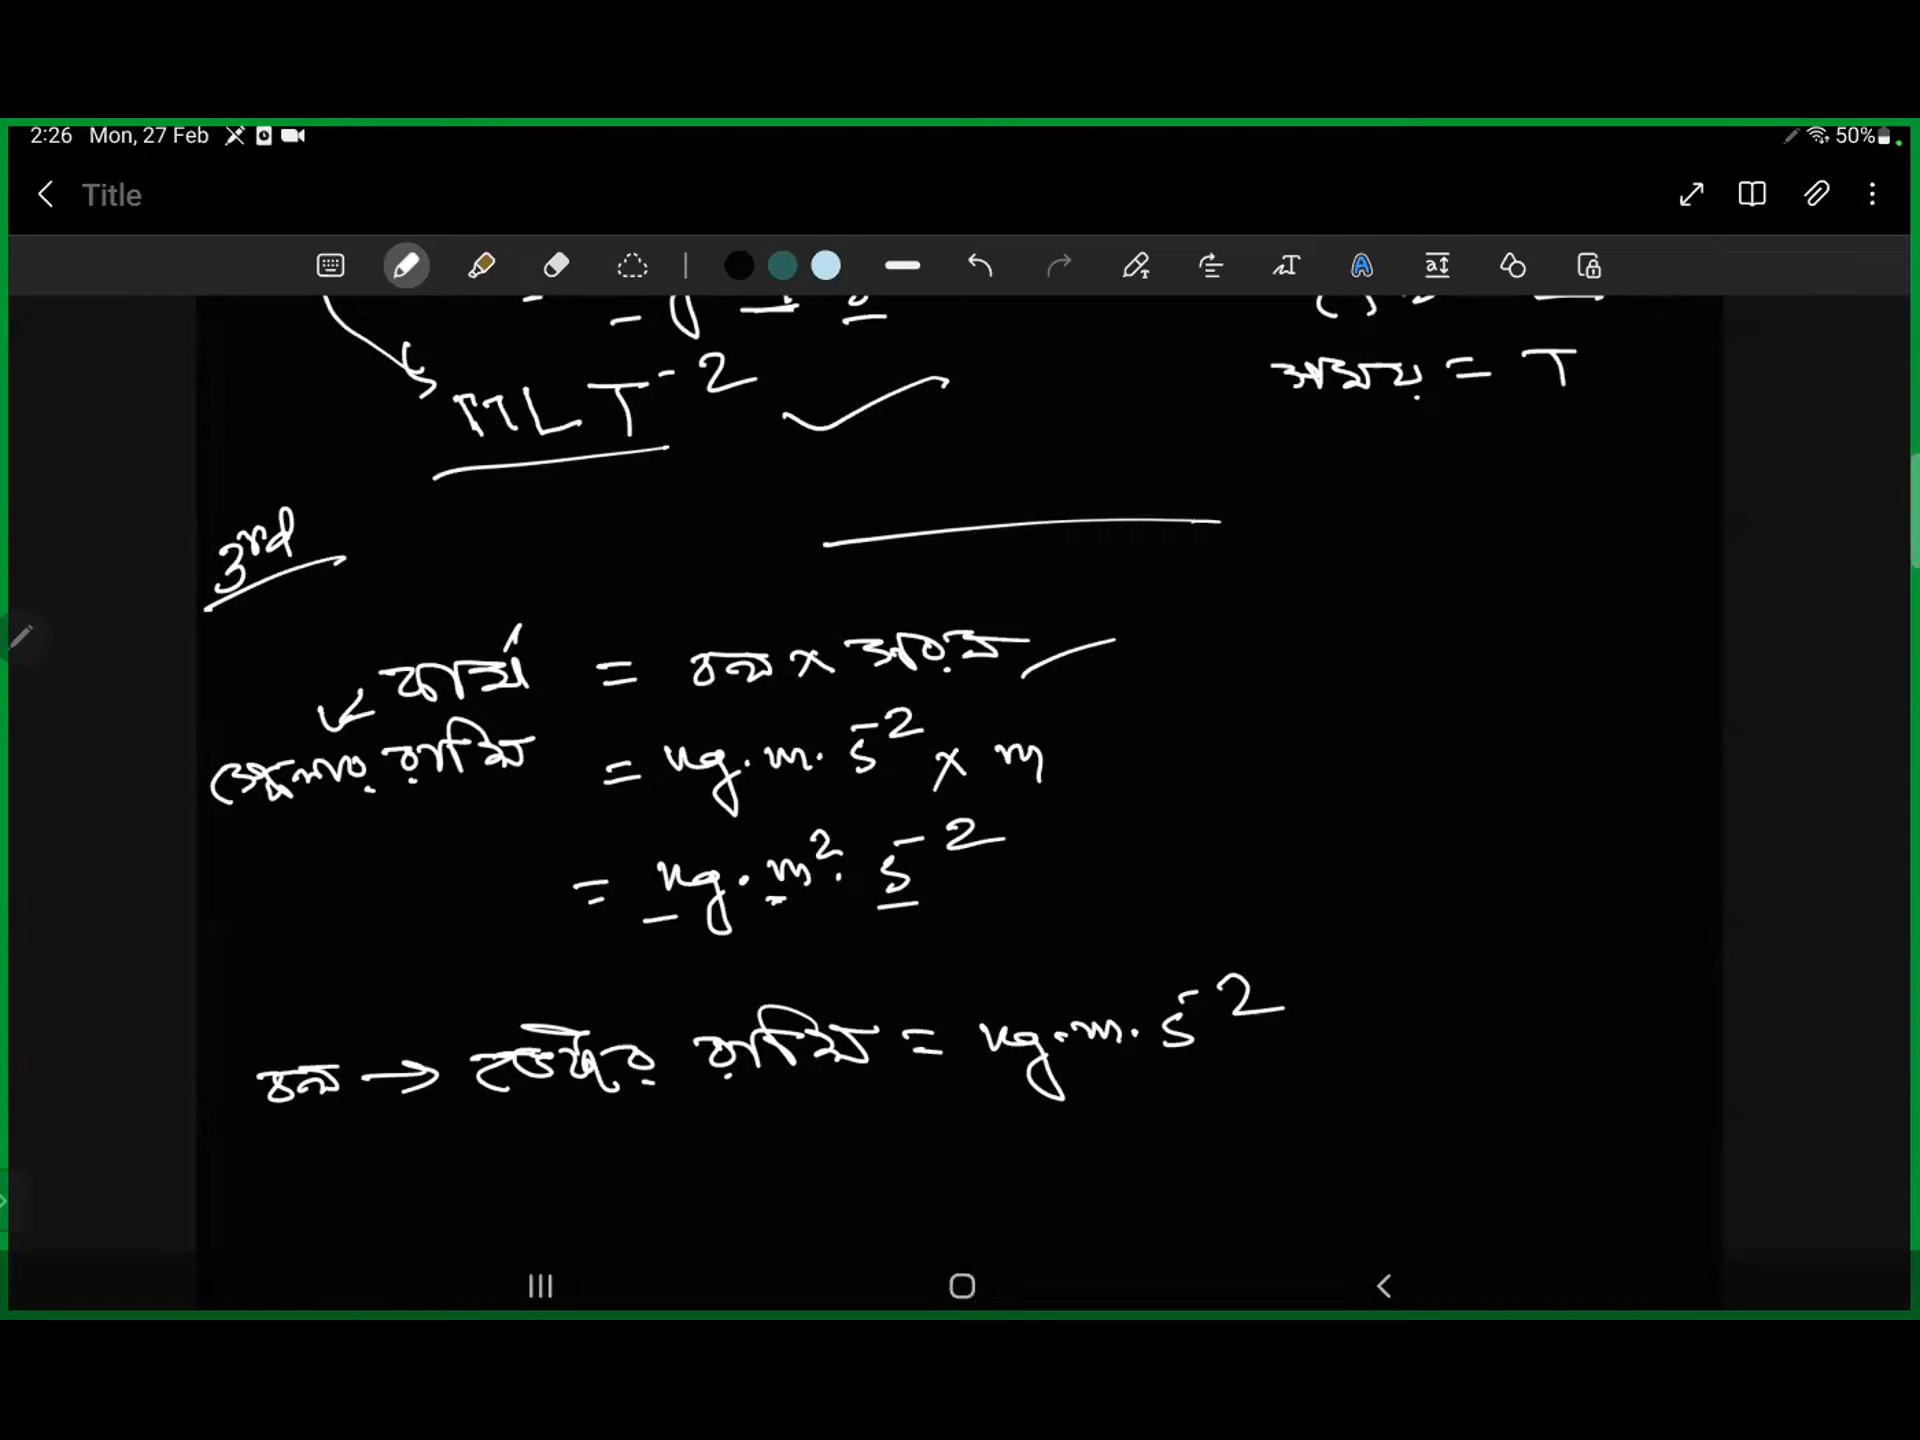 2:26 Mon, 27 Feb 50%
Title
MLT⁻²
সময় = T
3rd
কার্য = বল × সরণ
স্কেলার রাশি = kg.m.s⁻² × m
= kg.m².s⁻²
বল → ভেক্টর রাশি = kg.m.s⁻²